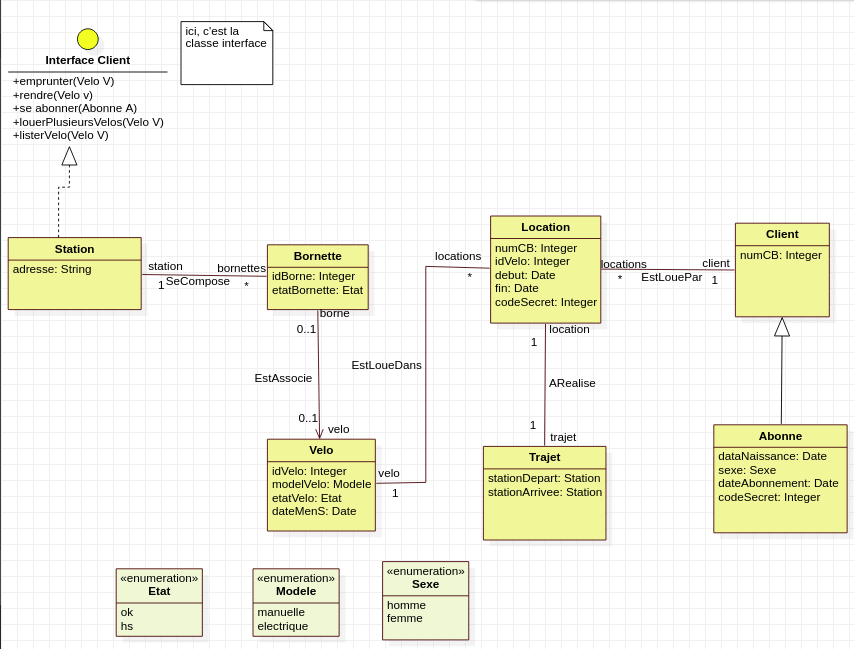 Interface Client
+emprunter(Velo V)
+rendre(Velo v)
+se abonner(Abonne A)
+louerPlusieursVelos(Velo V)
+listerVelo(Velo V)
ici, c'est la
classe interface
Station
adresse: String
station
1
SeCompose
bornettes
*
Bornette
idBorne: Integer
etatBornette: Etat
borne
0..1
EstAssocie
0..1
velo
Velo
idVelo: Integer
modelVelo: Modele
etatVelo: Etat
dateMenS: Date
velo
1
EstLoueDans
locations
*
Location
numCB: Integer
idVelo: Integer
debut: Date
fin: Date
codeSecret: Integer
locations
*
EstLouePar
client
1
Client
numCB: Integer
location
1
ARealise
1
trajet
Trajet
stationDepart: Station
stationArrivee: Station
Abonne
dataNaissance: Date
sexe: Sexe
dateAbonnement: Date
codeSecret: Integer
«enumeration»
Etat
ok
hs
«enumeration»
Modele
manuelle
electrique
«enumeration»
Sexe
homme
femme